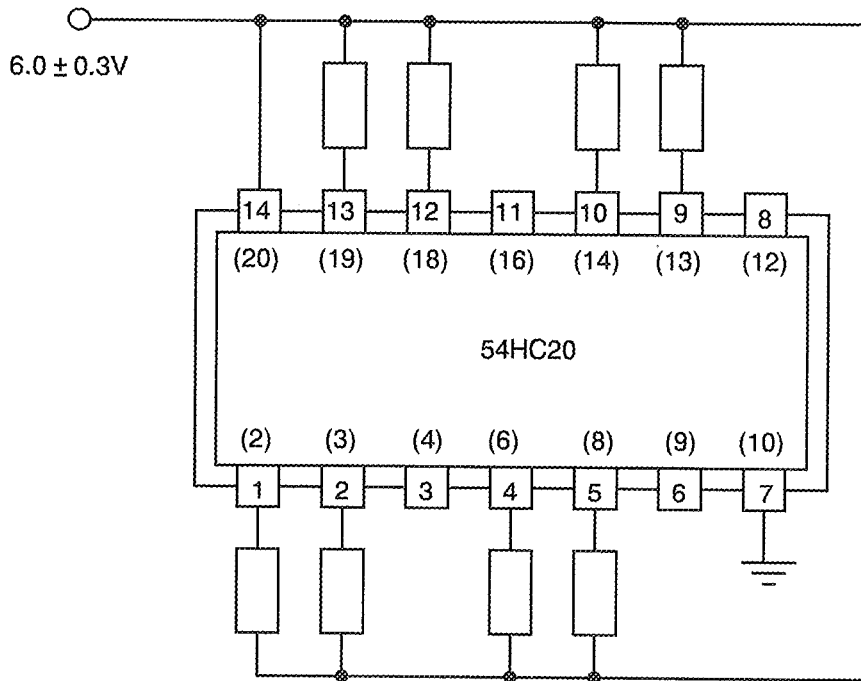 6.0 ± 0.3V
14 13 12 11 10 9 8
(20) (19) (18) (16) (14) (13) (12)
54HC20
(2) (3) (4) (6) (8) (9) (10)
1 2 3 4 5 6 7